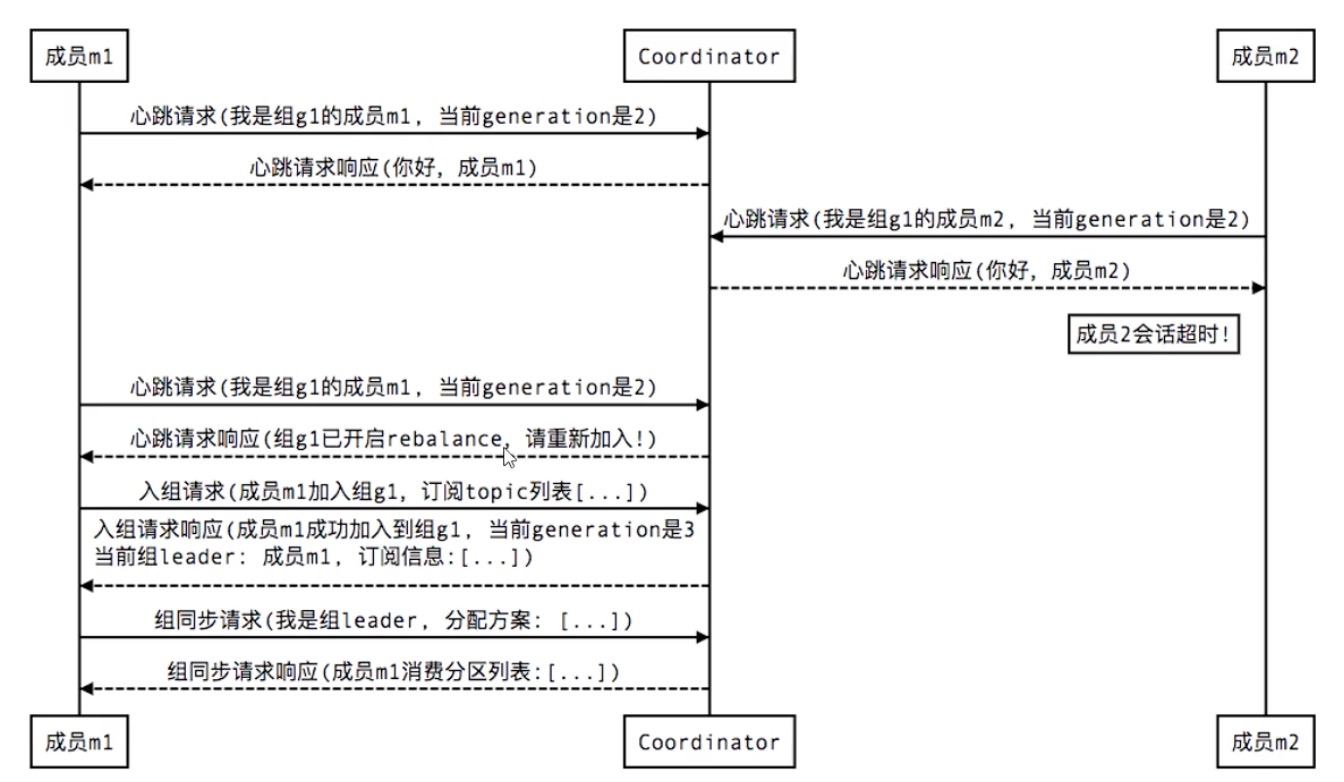 成员m1
Coordinator
成员m2
心跳请求(我是组g1的成员m1, 当前generation是2)
心跳请求响应(你好, 成员m1)
心跳请求(我是组g1的成员m2, 当前generation是2)
心跳请求响应(你好, 成员m2)
成员2会话超时!
心跳请求(我是组g1的成员m1, 当前generation是2)
心跳请求响应(组g1已开启rebalance, 请重新加入!)
入组请求(成员m1加入组g1, 订阅topic列表[...])
入组请求响应(成员m1成功加入到组g1, 当前generation是3
当前组leader: 成员m1, 订阅信息:[...])
组同步请求(我是组leader, 分配方案: [...])
组同步请求响应(成员m1消费分区列表:[...])
成员m1
Coordinator
成员m2